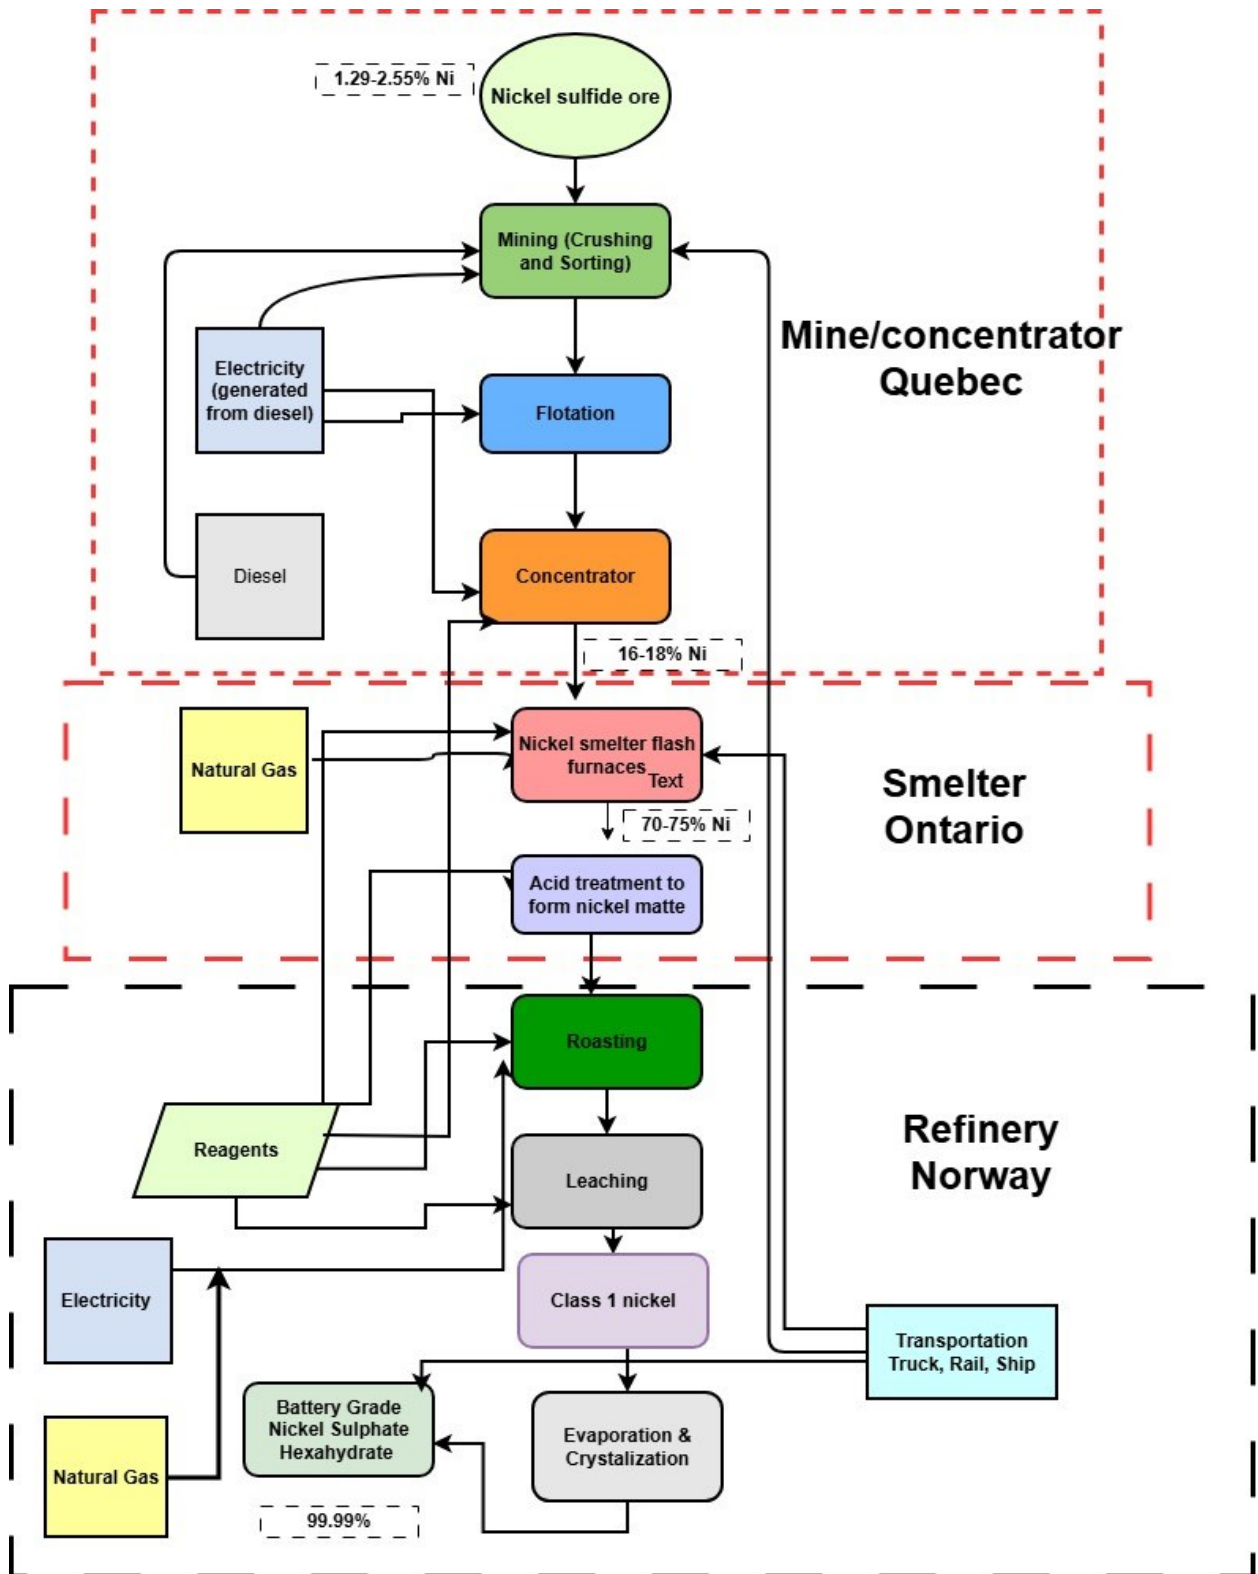 1.29-2.55% Ni
Nickel sulfide ore
Mining (Crushing
and Sorting)
Mine/concentrator
Quebec
Electricity
(generated
from diesel)
Flotation
Diesel
Concentrator
16-18% Ni
Natural Gas
Nickel smelter flash
furnaces
Text
Smelter
Ontario
70-75% Ni
Acid treatment to
form nickel matte
Roasting
Reagents
Refinery
Norway
Leaching
Electricity
Class 1 nickel
Transportation
Truck, Rail, Ship
Battery Grade
Nickel Sulphate
Hexahydrate
Evaporation &
Crystalization
Natural Gas
99.99%